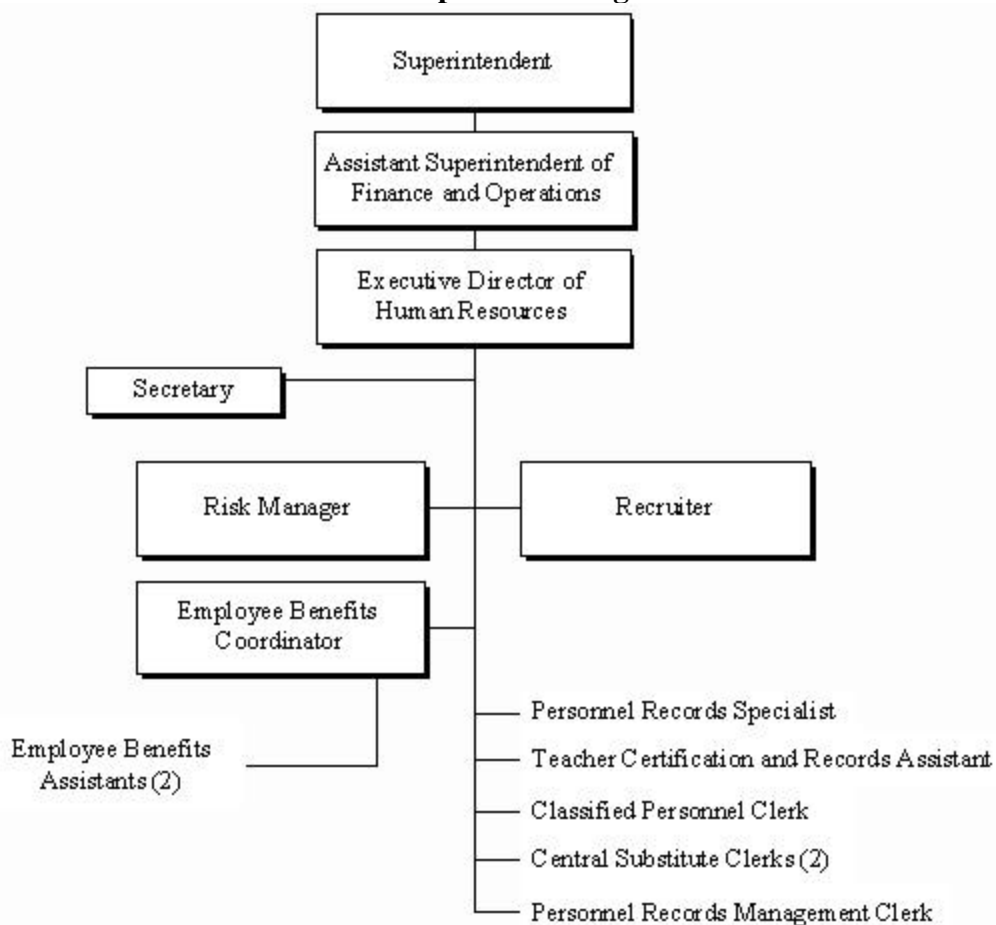 Superintendent
Assistant Superintendent of
Finance and Operations
Executive Director of
Human Resources
Secretary
Risk Manager
Recruiter
Employee Benefits
Coordinator
Personnel Records Specialist
Employee Benefits
Assistants (2)
Teacher Certification and Records Assistant
Classified Personnel Clerk
Central Substitute Clerks (2)
Personnel Records Management Clerk